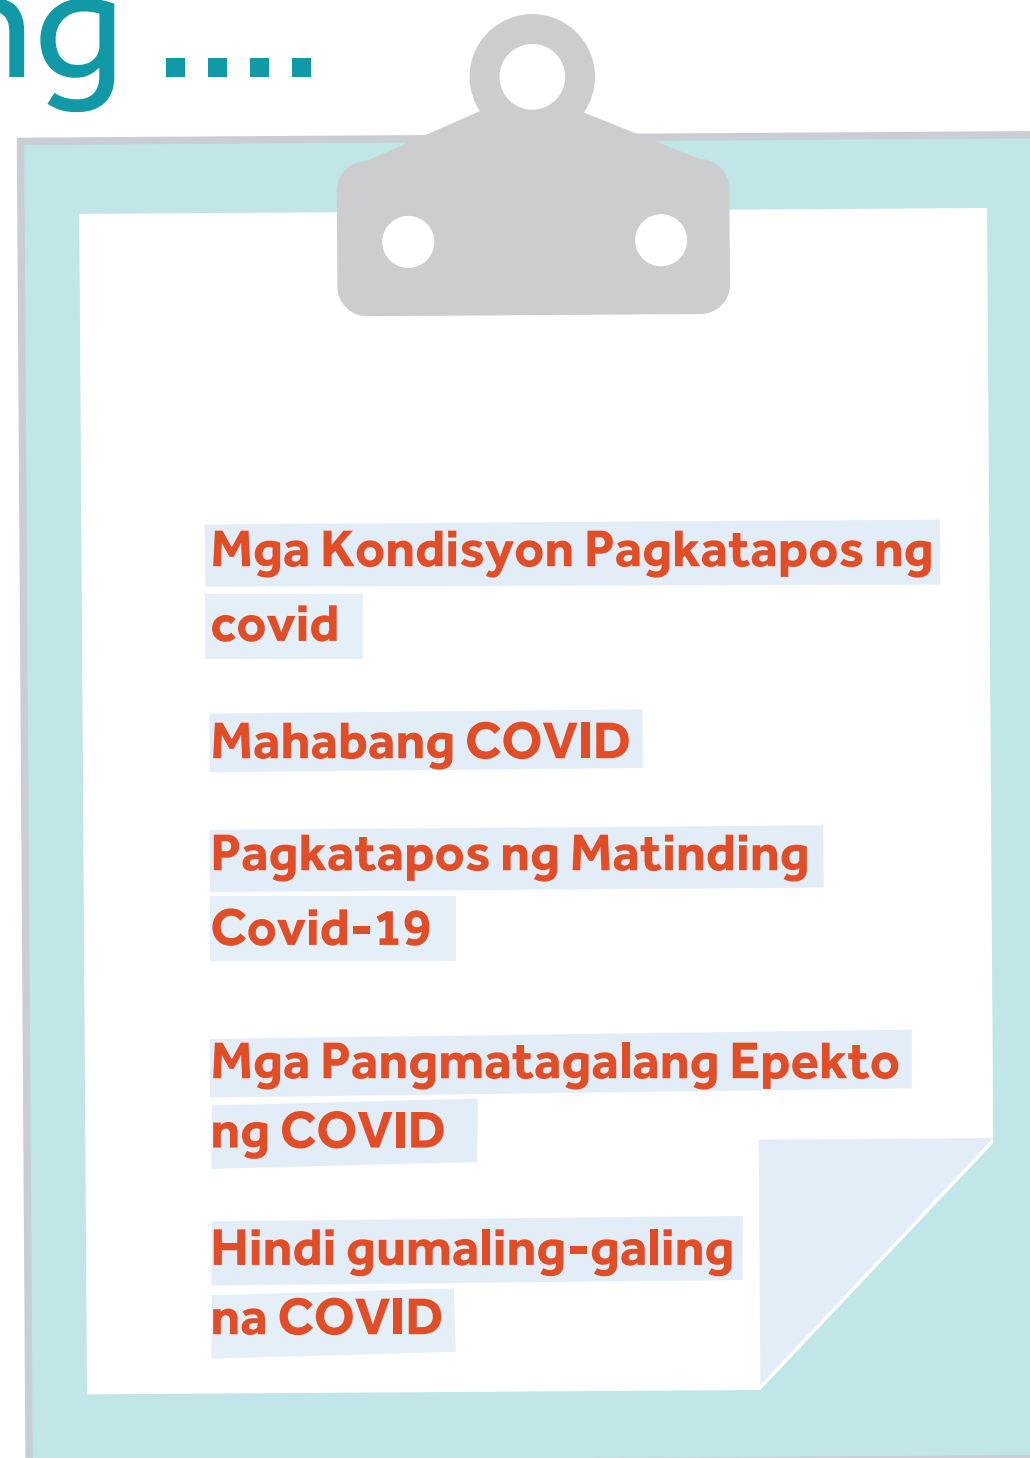 ng ....
Mga Kondisyon Pagkatapos ng
covid
Mahabang COVID
Pagkatapos ng Matinding
Covid-19
Mga Pangmatagalang Epekto
ng COVID
Hindi gumaling-galing
na COVID